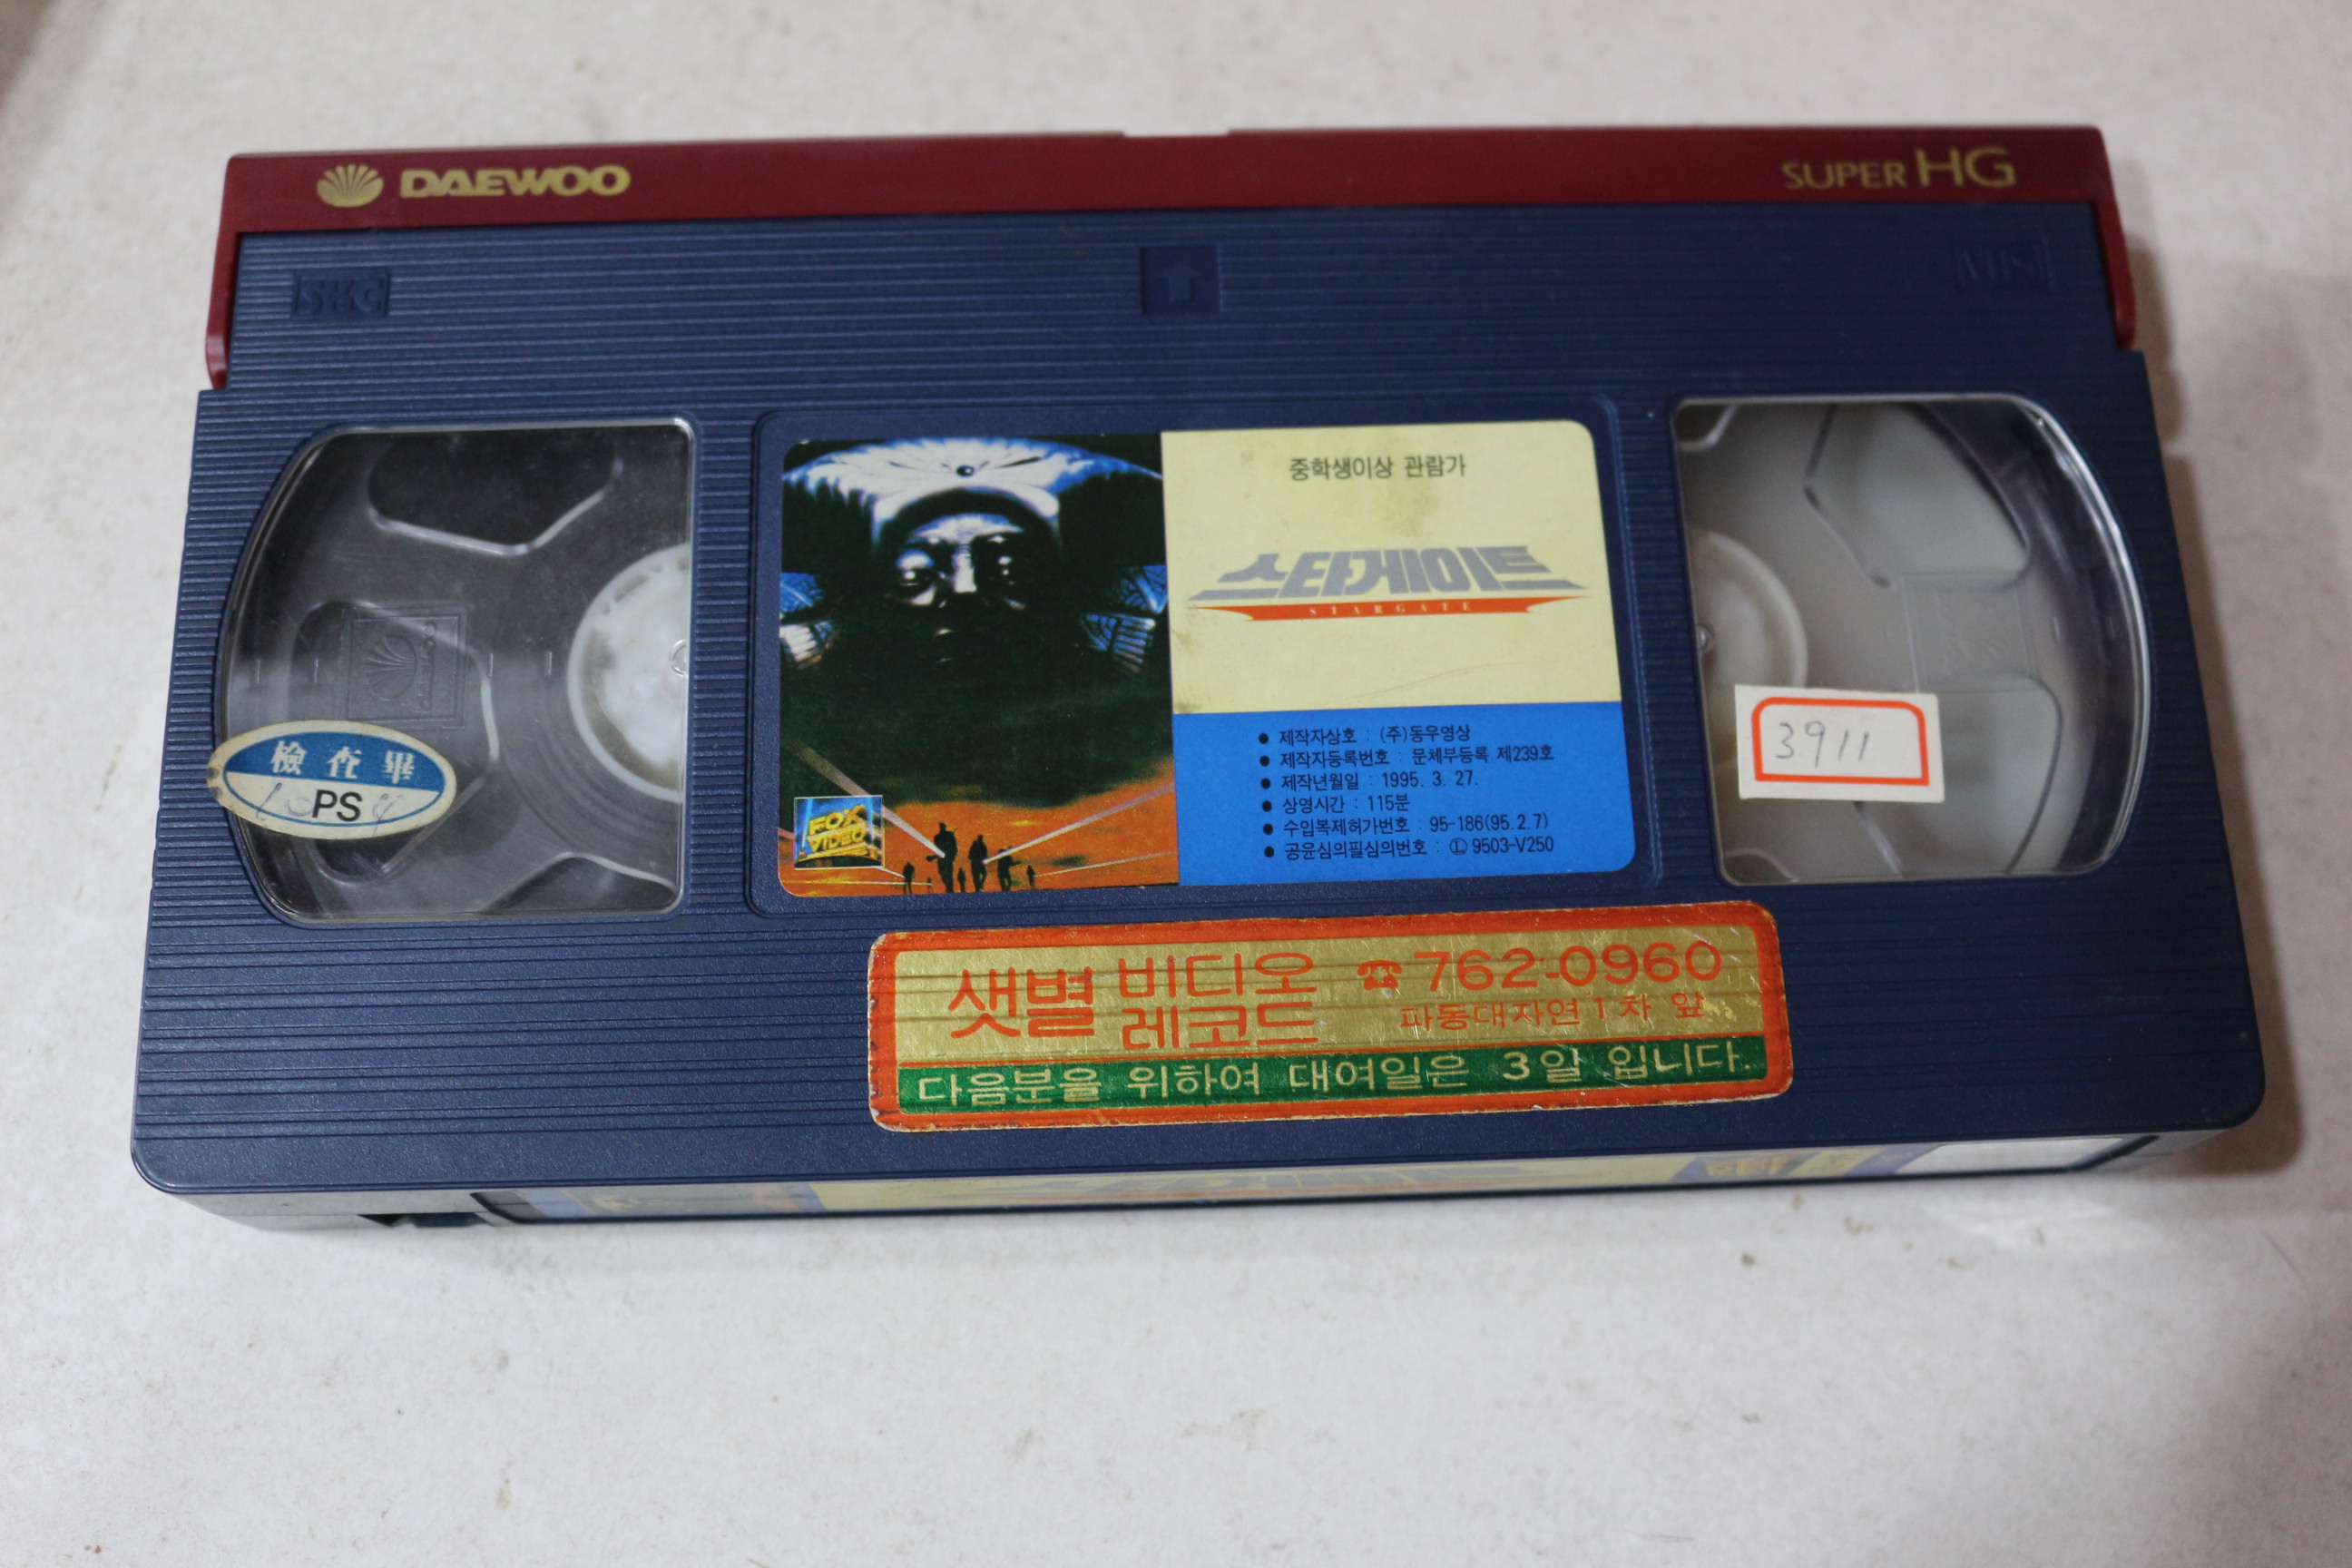 DAEWOO
SUPER HG
SKC
VHS
중학생이상 관람가
스타게이트
STARGATE
FOX
VIDEO
● 제작자상호 : (주)동우영상
● 제작자등록번호 : 문체부등록 제239호
● 제작년월일 : 1995. 3. 27.
● 상영시간 : 115분
● 수입복제허가번호 : 95-186(95.2.7)
● 공윤심의필심의번호 : Ⓛ 9503-V250
檢査畢
PS
3911
샛별 비디오 레코드
☎762-0960
파동대자연1차 앞
다음분을 위하여 대여일은 3일 입니다.